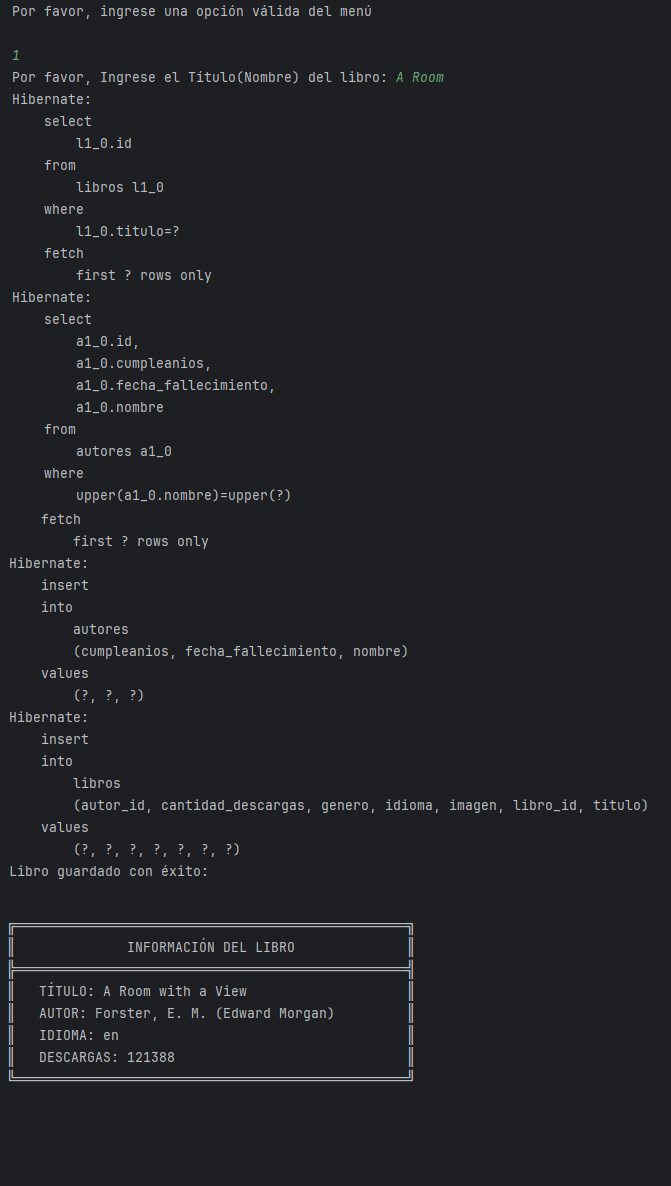 Por favor, ingrese una opción válida del menú
1
Por favor, Ingrese el Título(Nombre) del libro: A Room
Hibernate:
select
l1_0.id
from
libros l1_0
where
l1_0.titulo=?
fetch
first ? rows only
Hibernate:
select
a1_0.id,
a1_0.cumpleanios,
a1_0.fecha_fallecimiento,
a1_0.nombre
from
autores a1_0
where
upper(a1_0.nombre)=upper(?)
fetch
first ? rows only
Hibernate:
insert
into
autores
(cumpleanios, fecha_fallecimiento, nombre)
values
(?, ?, ?)
Hibernate:
insert
into
libros
(autor_id, cantidad_descargas, genero, idioma, imagen, libro_id, titulo)
values
(?, ?, ?, ?, ?, ?, ?)
Libro guardado con éxito:
INFORMACIÓN DEL LIBRO
TÍTULO: A Room with a View
AUTOR: Forster, E. M. (Edward Morgan)
IDIOMA: en
DESCARGAS: 121388